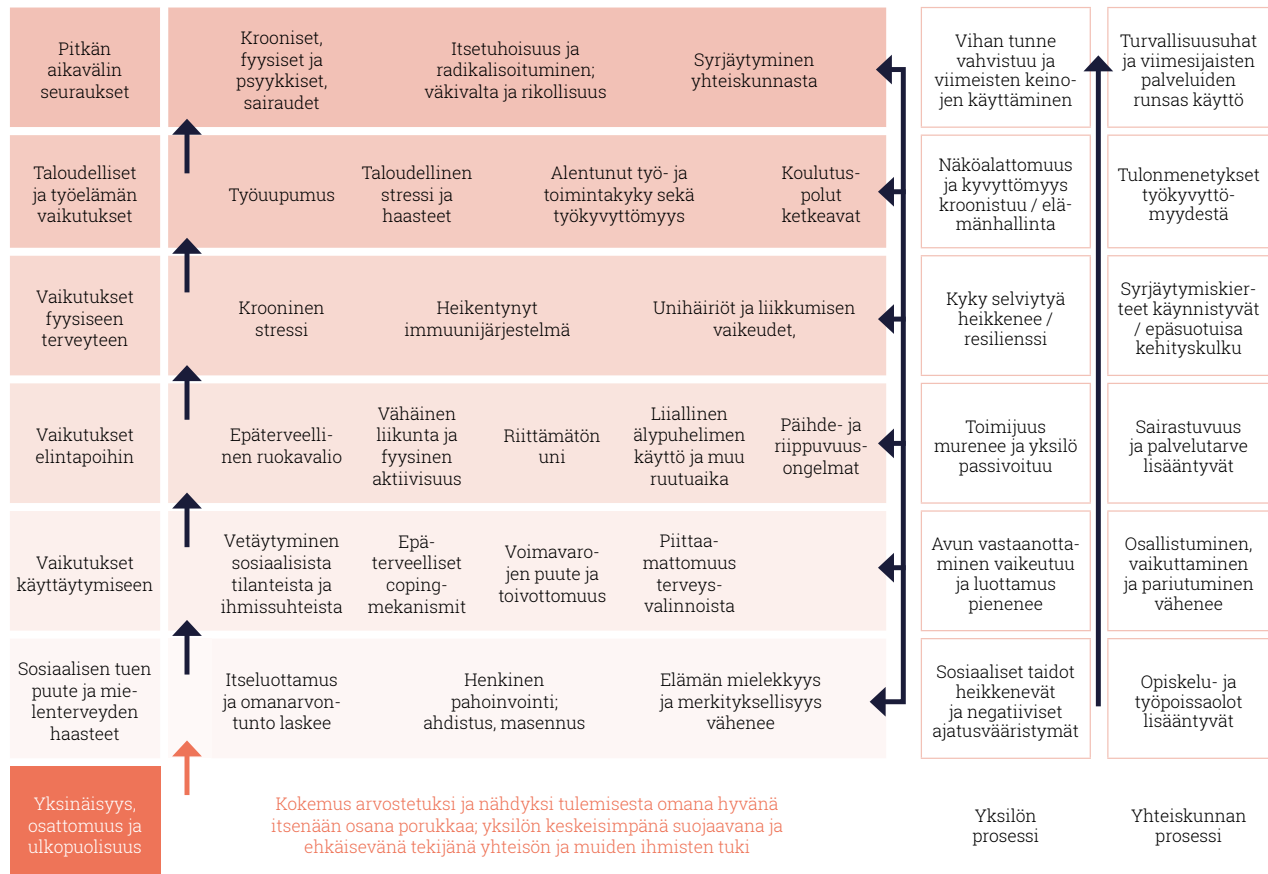 Pitkän
aikavälin
seuraukset
Krooniset,
fyysiset ja
psyykkiset,
sairaudet
Itsetuhoisuus ja
radikalisoituminen;
väkivalta ja rikollisuus
Syrjäytyminen
yhteiskunnasta
Vihan tunne
vahvistuu ja
viimeisten keino-
jen käyttäminen
Turvallisuusuhat
ja viimesijaisten
palveluiden
runsas käyttö
Taloudelliset
ja työelämän
vaikutukset
Työuupumus
Taloudellinen
stressi ja
haasteet
Alentunut työ- ja
toimintakyky sekä
työkyvyttömyys
Koulutus-
polut
ketkeavat
Näköalattomuus
ja kyvyttömyys
kroonistuu / elä-
mänhallinta
Tulonmenetykset
työkyvyttö-
myydestä
Vaikutukset
fyysiseen
terveyteen
Krooninen
stressi
Heikentynyt
immuunijärjestelmä
Unihäiriöt ja liikkumisen
vaikeudet,
Kyky selviytyä
heikkenee /
resilienssi
Syrjäytymiskier-
teet käynnistyvät
/ epäsuotuisa
kehityskulku
Vaikutukset
elintapoihin
Epäterveelli-
nen ruokavalio
Vähäinen
liikunta ja
fyysinen
aktiivisuus
Riittämätön
uni
Liiallinen
älypuhelimen
käyttö ja muu
ruutuaika
Päihde- ja
riippuvuus-
ongelmat
Toimijuus
murenee ja yksilö
passivoituu
Sairastuvuus
ja palvelutarve
lisääntyvät
Vaikutukset
käyttäytymiseen
Vetäytyminen
sosiaalisista
tilanteista ja
ihmissuhteista
Epä-
terveelliset
coping-
mekanismit
Voimavaro-
jen puute ja
toivottomuus
Piittaa-
mattomuus
terveys-
valinnoista
Avun vastaanotta-
minen vaikeutuu
ja luottamus
pienenee
Osallistuminen,
vaikuttaminen
ja pariutuminen
vähenee
Sosiaalisen tuen
puute ja mie-
lenterveyden
haasteet
Itseluottamus
ja omanarvon-
tunto laskee
Henkinen
pahoinvointi;
ahdistus, masennus
Elämän mielekkyys
ja merkityksellisyys
vähenee
Sosiaaliset taidot
heikkenevät
ja negatiiviset
ajatusvääristymät
Opiskelu- ja
työpoissaolot
lisääntyvät
Yksinäisyys,
osattomuus ja
ulkopuolisuus
Kokemus arvostetuksi ja nähdyksi tulemisesta omana hyvänä
itsenään osana porukkaa; yksilön keskeisimpänä suojaavana ja
ehkäisevänä tekijänä yhteisön ja muiden ihmisten tuki
Yksilön
prosessi
Yhteiskunnan
prosessi